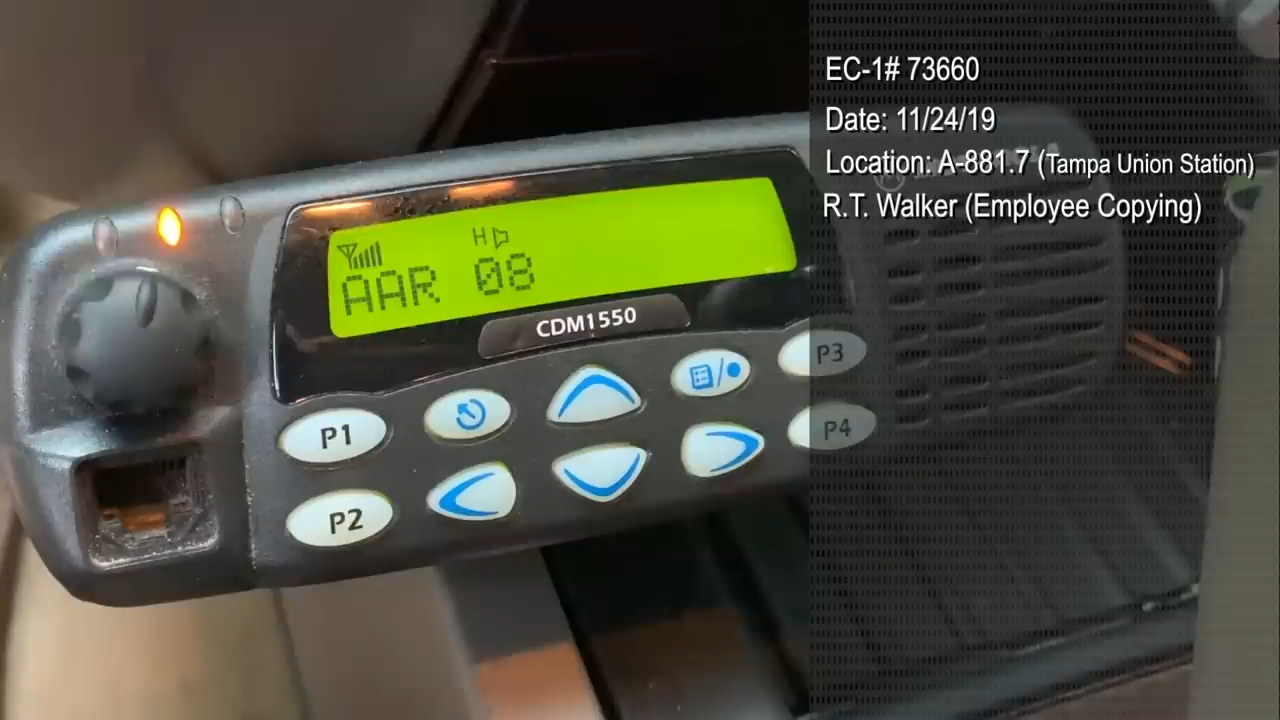 EC-1# 73660
Date: 11/24/19
Location: A-881.7 (Tampa Union Station)
R.T. Walker (Employee Copying)
H
AAR 08
CDM1550
P1
P2
P3
P4